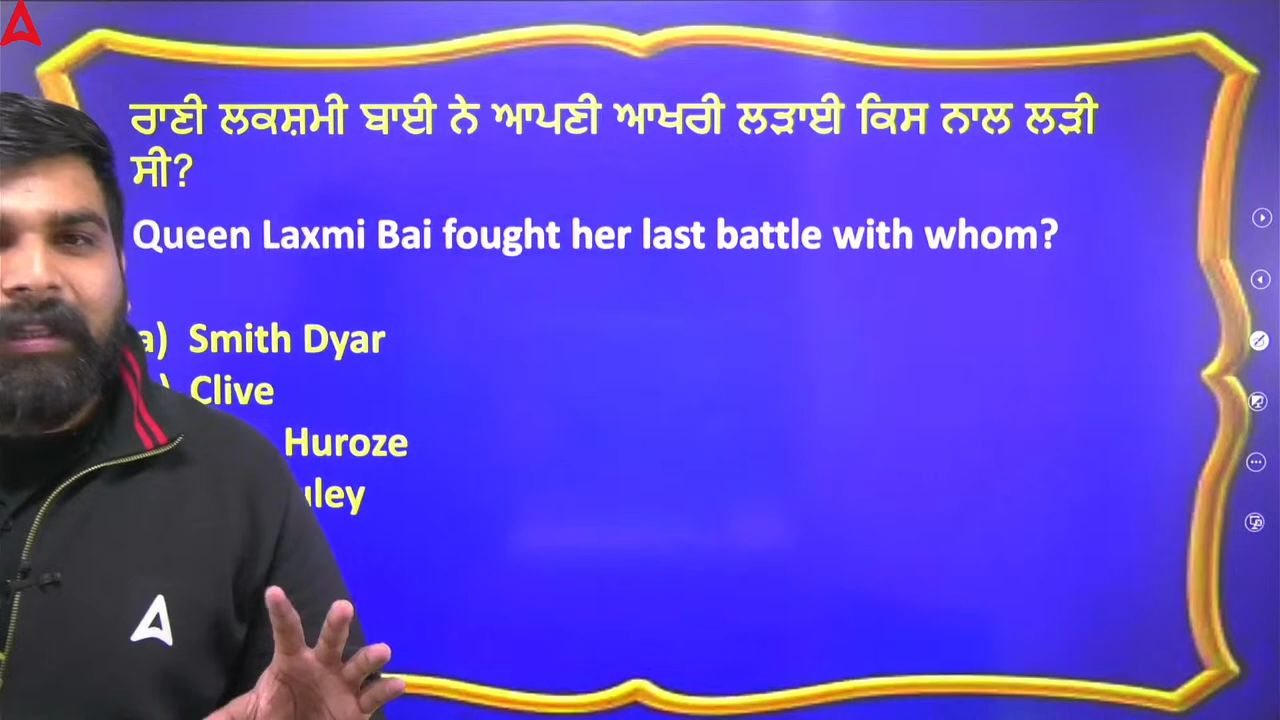 ਰਾਣੀ ਲਕਸ਼ਮੀ ਬਾਈ ਨੇ ਆਪਣੀ ਆਖਰੀ ਲੜਾਈ ਕਿਸ ਨਾਲ ਲੜੀ
ਸੀ?
Queen Laxmi Bai fought her last battle with whom?
a) Smith Dyar
) Clive
Huroze